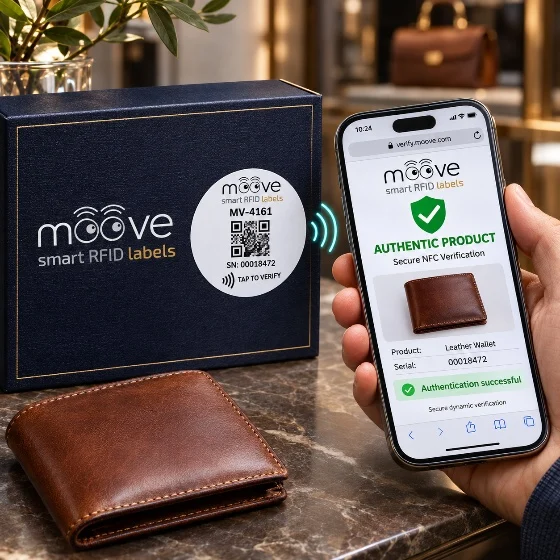 moove
smart RFID labels
moove
smart RFID labels
MV-4161
SN: 00018472
TAP TO VERIFY
10:24
verify.moove.com
moove
smart RFID labels
AUTHENTIC PRODUCT
Secure NFC Verification
Product: Leather Wallet
Serial: 00018472
Authentication successful
Secure dynamic verification